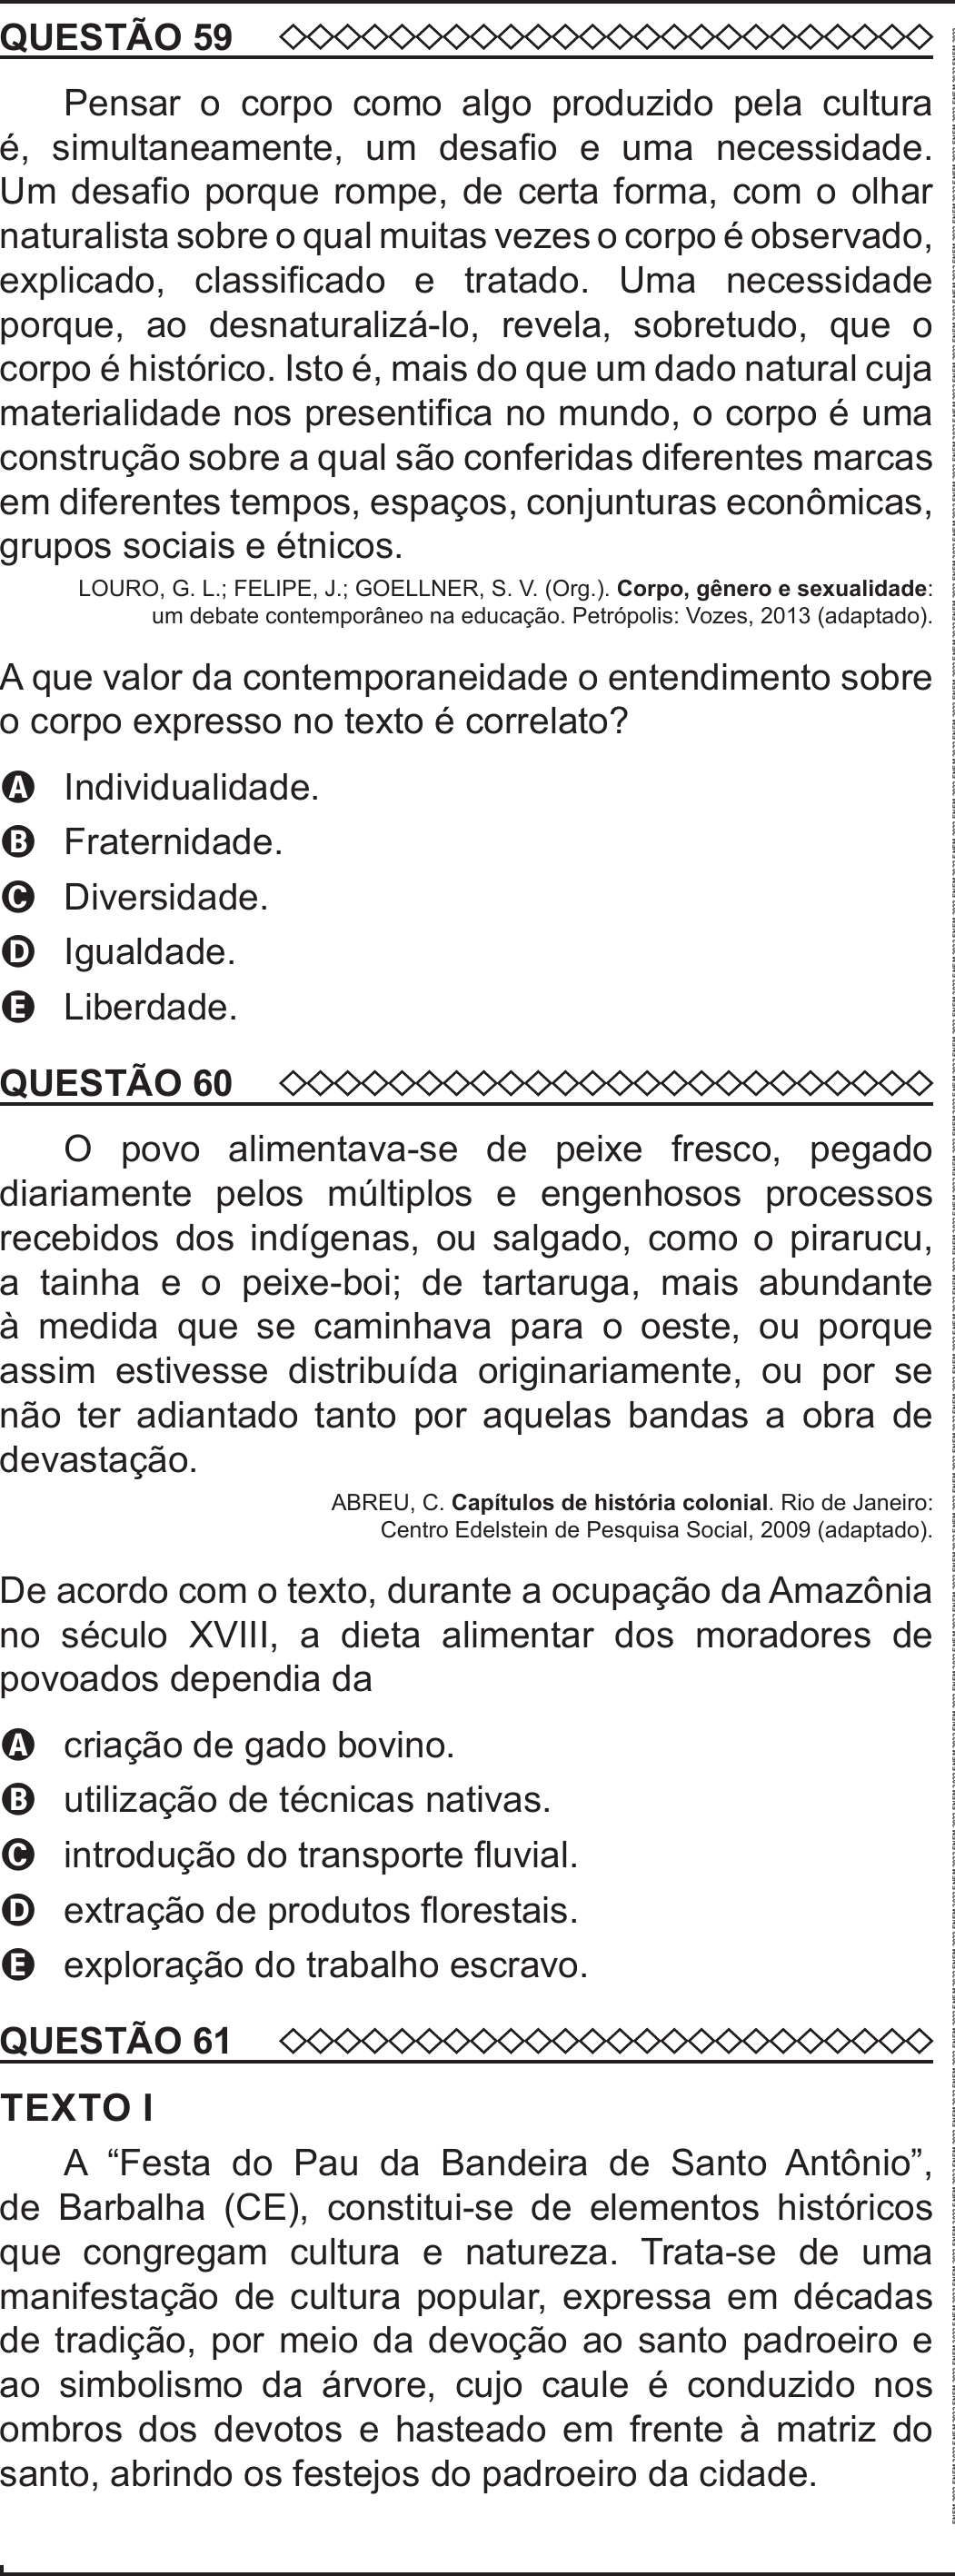 QUESTÃO 59
Pensar o corpo como algo produzido pela cultura
é, simultaneamente, um desafio e uma necessidade.
Um desafio porque rompe, de certa forma, com o olhar
naturalista sobre o qual muitas vezes o corpo é observado,
explicado, classificado e tratado. Uma necessidade
porque, ao desnaturalizá-lo, revela, sobretudo, que o
corpo é histórico. Isto é, mais do que um dado natural cuja
materialidade nos presentifica no mundo, o corpo é uma
construção sobre a qual são conferidas diferentes marcas
em diferentes tempos, espaços, conjunturas econômicas,
grupos sociais e étnicos.
LOURO, G. L.; FELIPE, J.; GOELLNER, S. V. (Org.). Corpo, gênero e sexualidade:
um debate contemporâneo na educação. Petrópolis: Vozes, 2013 (adaptado).
A que valor da contemporaneidade o entendimento sobre
o corpo expresso no texto é correlato?
A Individualidade.
B Fraternidade.
C Diversidade.
D Igualdade.
E Liberdade.
QUESTÃO 60
O povo alimentava-se de peixe fresco, pegado
diariamente pelos múltiplos e engenhosos processos
recebidos dos indígenas, ou salgado, como o pirarucu,
a tainha e o peixe-boi; de tartaruga, mais abundante
à medida que se caminhava para o oeste, ou porque
assim estivesse distribuída originariamente, ou por se
não ter adiantado tanto por aquelas bandas a obra de
devastação.
ABREU, C. Capítulos de história colonial. Rio de Janeiro:
Centro Edelstein de Pesquisa Social, 2009 (adaptado).
De acordo com o texto, durante a ocupação da Amazônia
no século XVIII, a dieta alimentar dos moradores de
povoados dependia da
A criação de gado bovino.
B utilização de técnicas nativas.
C introdução do transporte fluvial.
D extração de produtos florestais.
E exploração do trabalho escravo.
QUESTÃO 61
TEXTO I
A “Festa do Pau da Bandeira de Santo Antônio”,
de Barbalha (CE), constitui-se de elementos históricos
que congregam cultura e natureza. Trata-se de uma
manifestação de cultura popular, expressa em décadas
de tradição, por meio da devoção ao santo padroeiro e
ao simbolismo da árvore, cujo caule é conduzido nos
ombros dos devotos e hasteado em frente à matriz do
santo, abrindo os festejos do padroeiro da cidade.